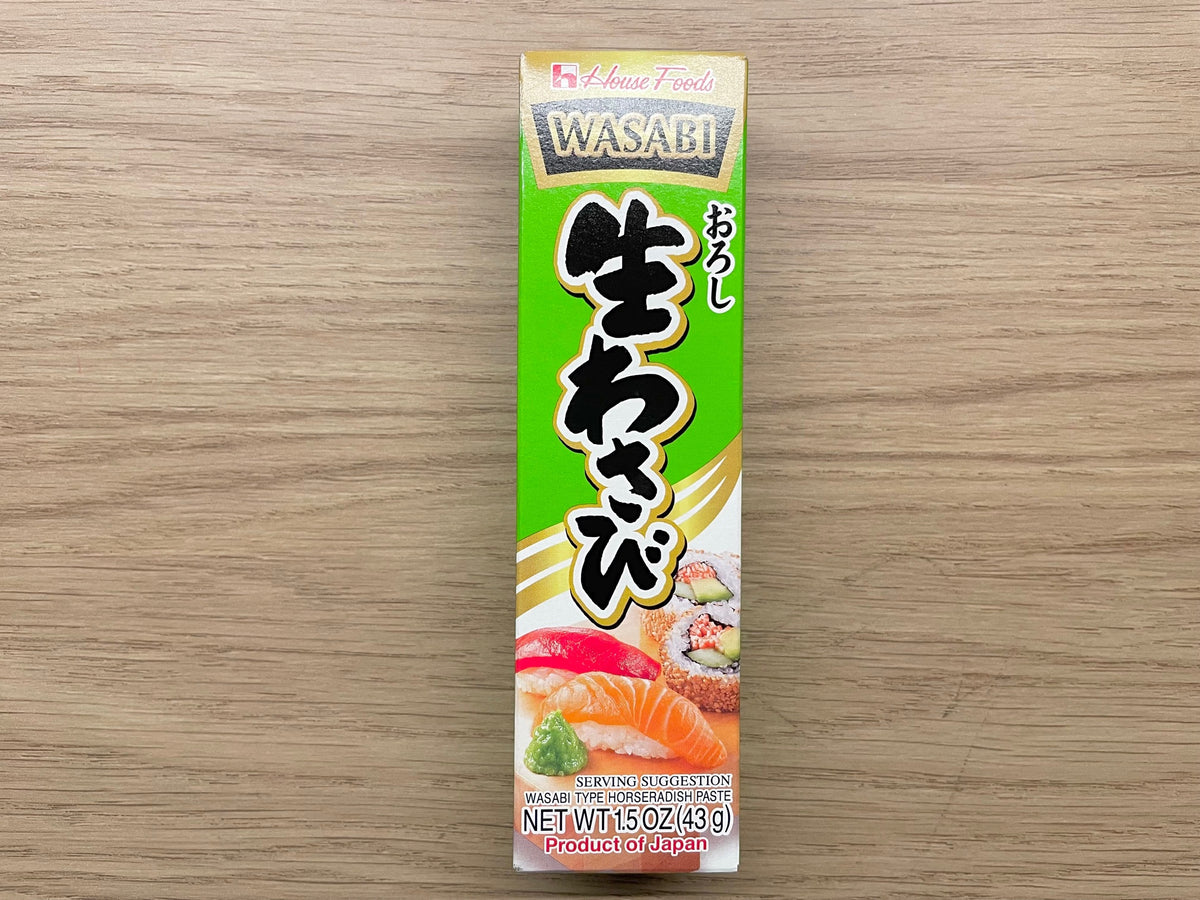 House Foods
WASABI
おろし
生わさび
SERVING SUGGESTION
WASABI TYPE HORSERADISH PASTE
NET WT 1.5 OZ (43 g)
Product of Japan